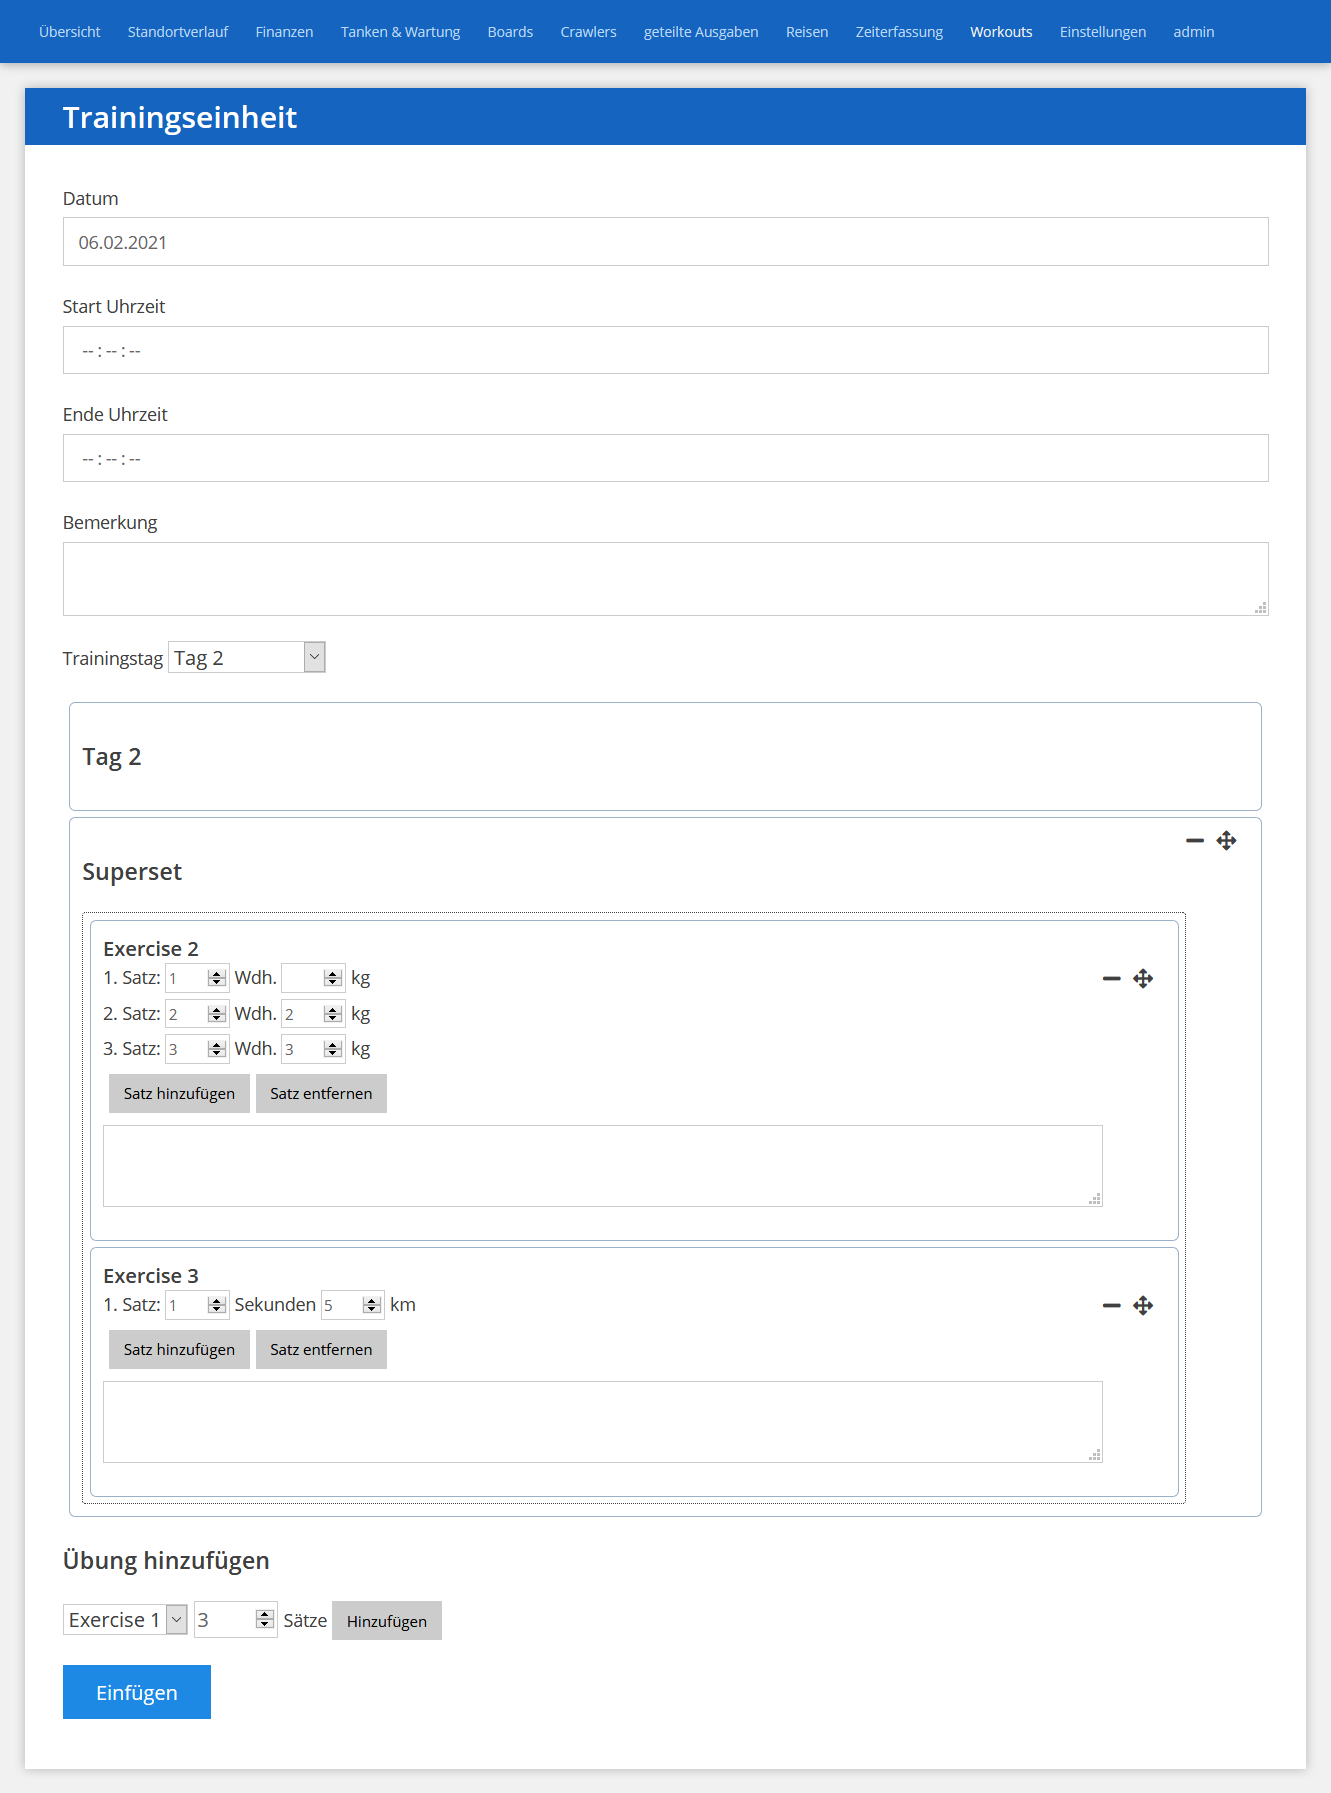 Übersicht Standortverlauf Finanzen Tanken & Wartung Boards Crawlers geteilte Ausgaben Reisen Zeiterfassung Workouts Einstellungen admin
Trainingseinheit
Datum
06.02.2021
Start Uhrzeit
-- : -- : --
Ende Uhrzeit
-- : -- : --
Bemerkung
Trainingstag Tag 2
Tag 2
Superset
Exercise 2
1. Satz: 1 Wdh. kg
2. Satz: 2 Wdh. 2 kg
3. Satz: 3 Wdh. 3 kg
Satz hinzufügen Satz entfernen
Exercise 3
1. Satz: 1 Sekunden 5 km
Satz hinzufügen Satz entfernen
Übung hinzufügen
Exercise 1 3 Sätze Hinzufügen
Einfügen